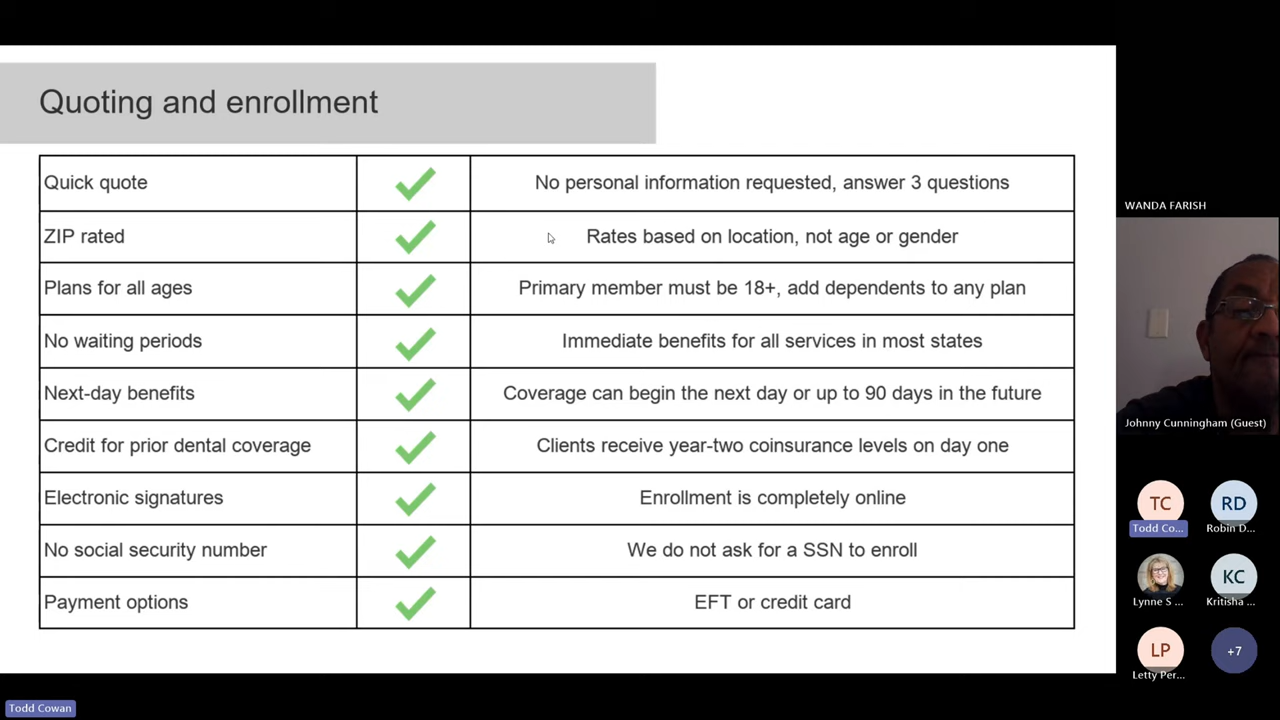 Quoting and enrollment
Quick quote
No personal information requested, answer 3 questions
ZIP rated
Rates based on location, not age or gender
Plans for all ages
Primary member must be 18+, add dependents to any plan
No waiting periods
Immediate benefits for all services in most states
Next-day benefits
Coverage can begin the next day or up to 90 days in the future
Credit for prior dental coverage
Clients receive year-two coinsurance levels on day one
Electronic signatures
Enrollment is completely online
No social security number
We do not ask for a SSN to enroll
Payment options
EFT or credit card
WANDA FARISH
Johnny Cunningham (Guest)
TC
RD
Todd Co...
Robin D...
KC
Lynne S ...
Kritisha ...
LP
+7
Letty Per...
Todd Cowan